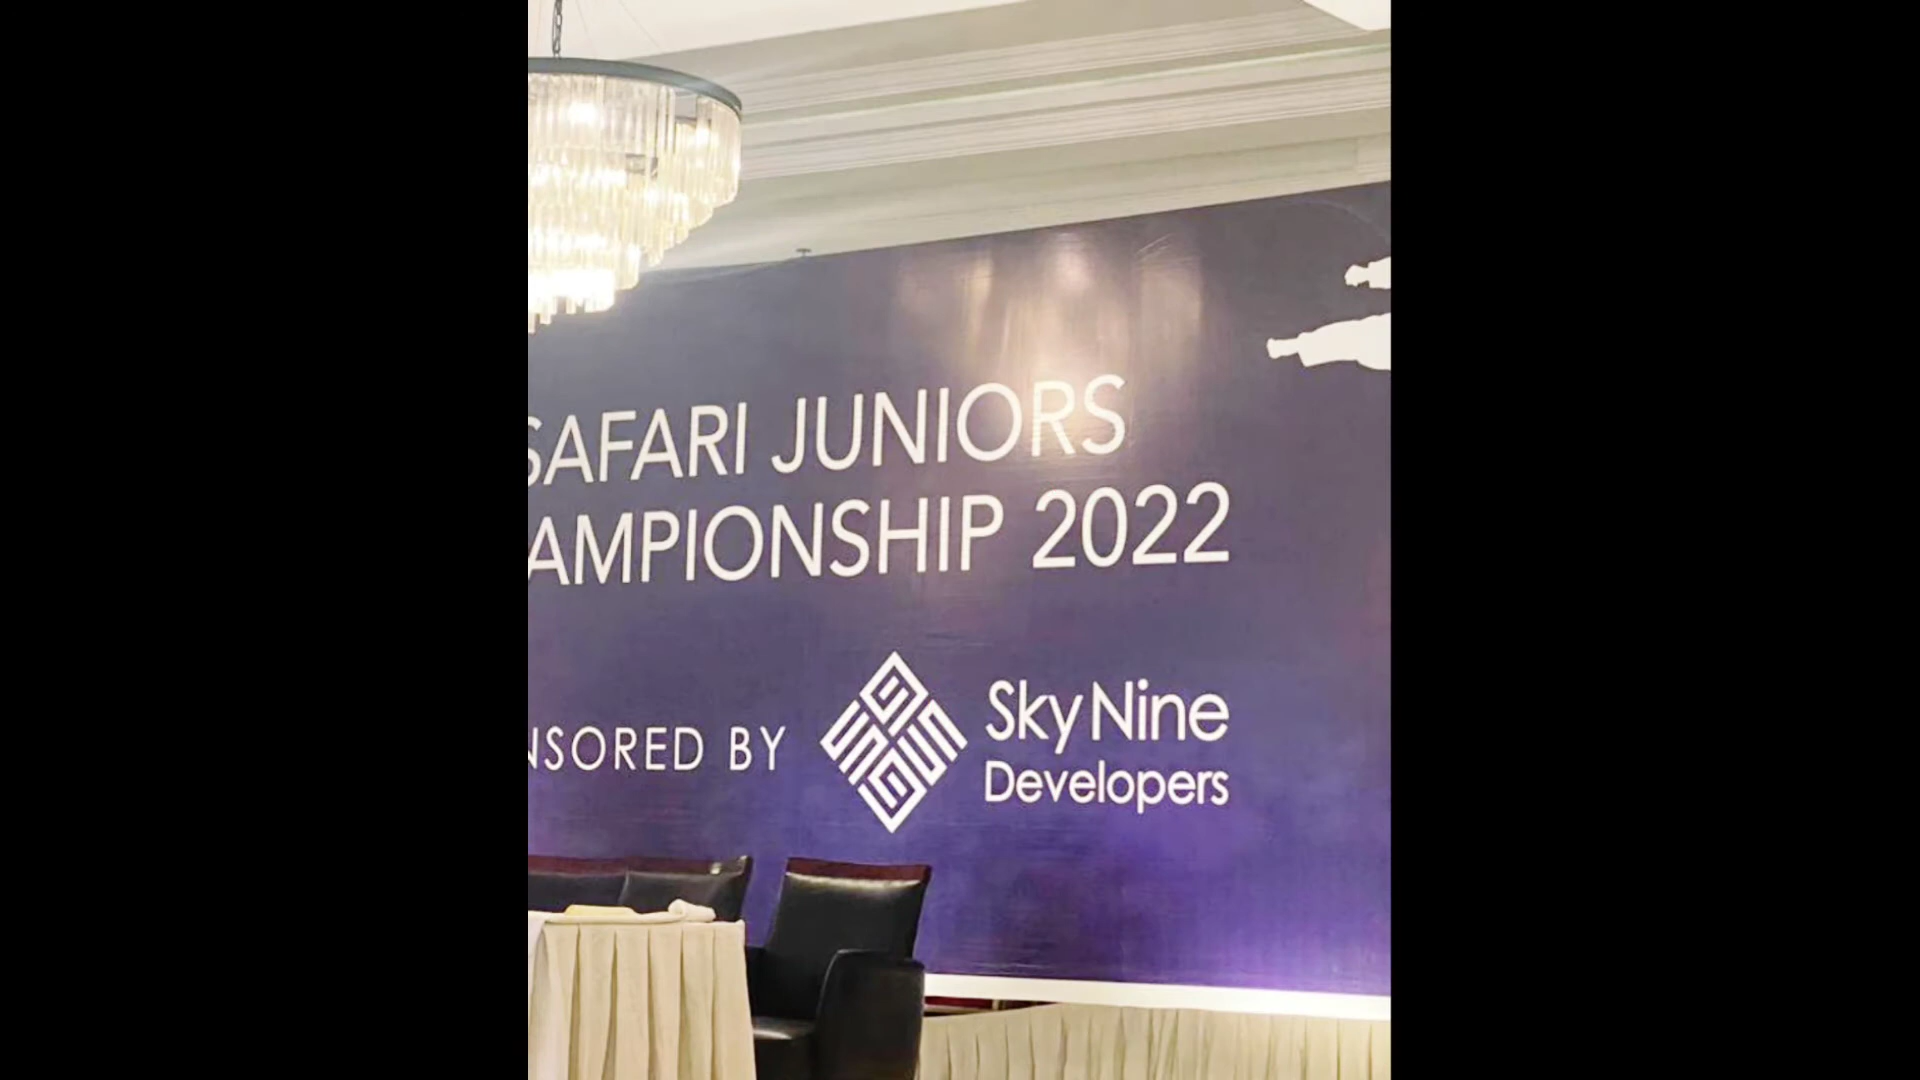 SAFARI JUNIORS
AMPIONSHIP 2022
NSORED BY
Sky Nine
Developers